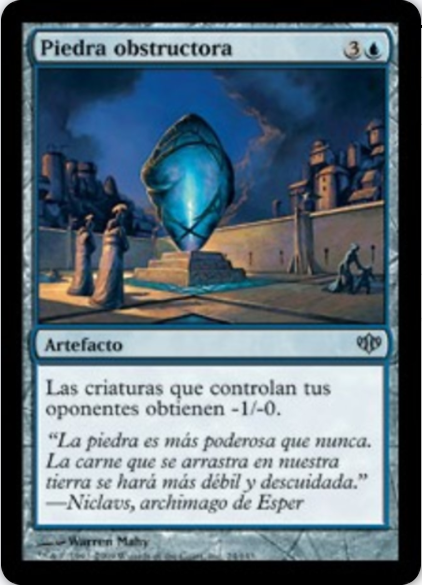 Piedra obstructora 3
Artefacto
Las criaturas que controlan tus
oponentes obtienen -1/-0.
“La piedra es más poderosa que nunca.
La carne que se arrastra en nuestra
tierra se hará más débil y descuidada.”
—Niclavs, archimago de Esper
Warren Mahy